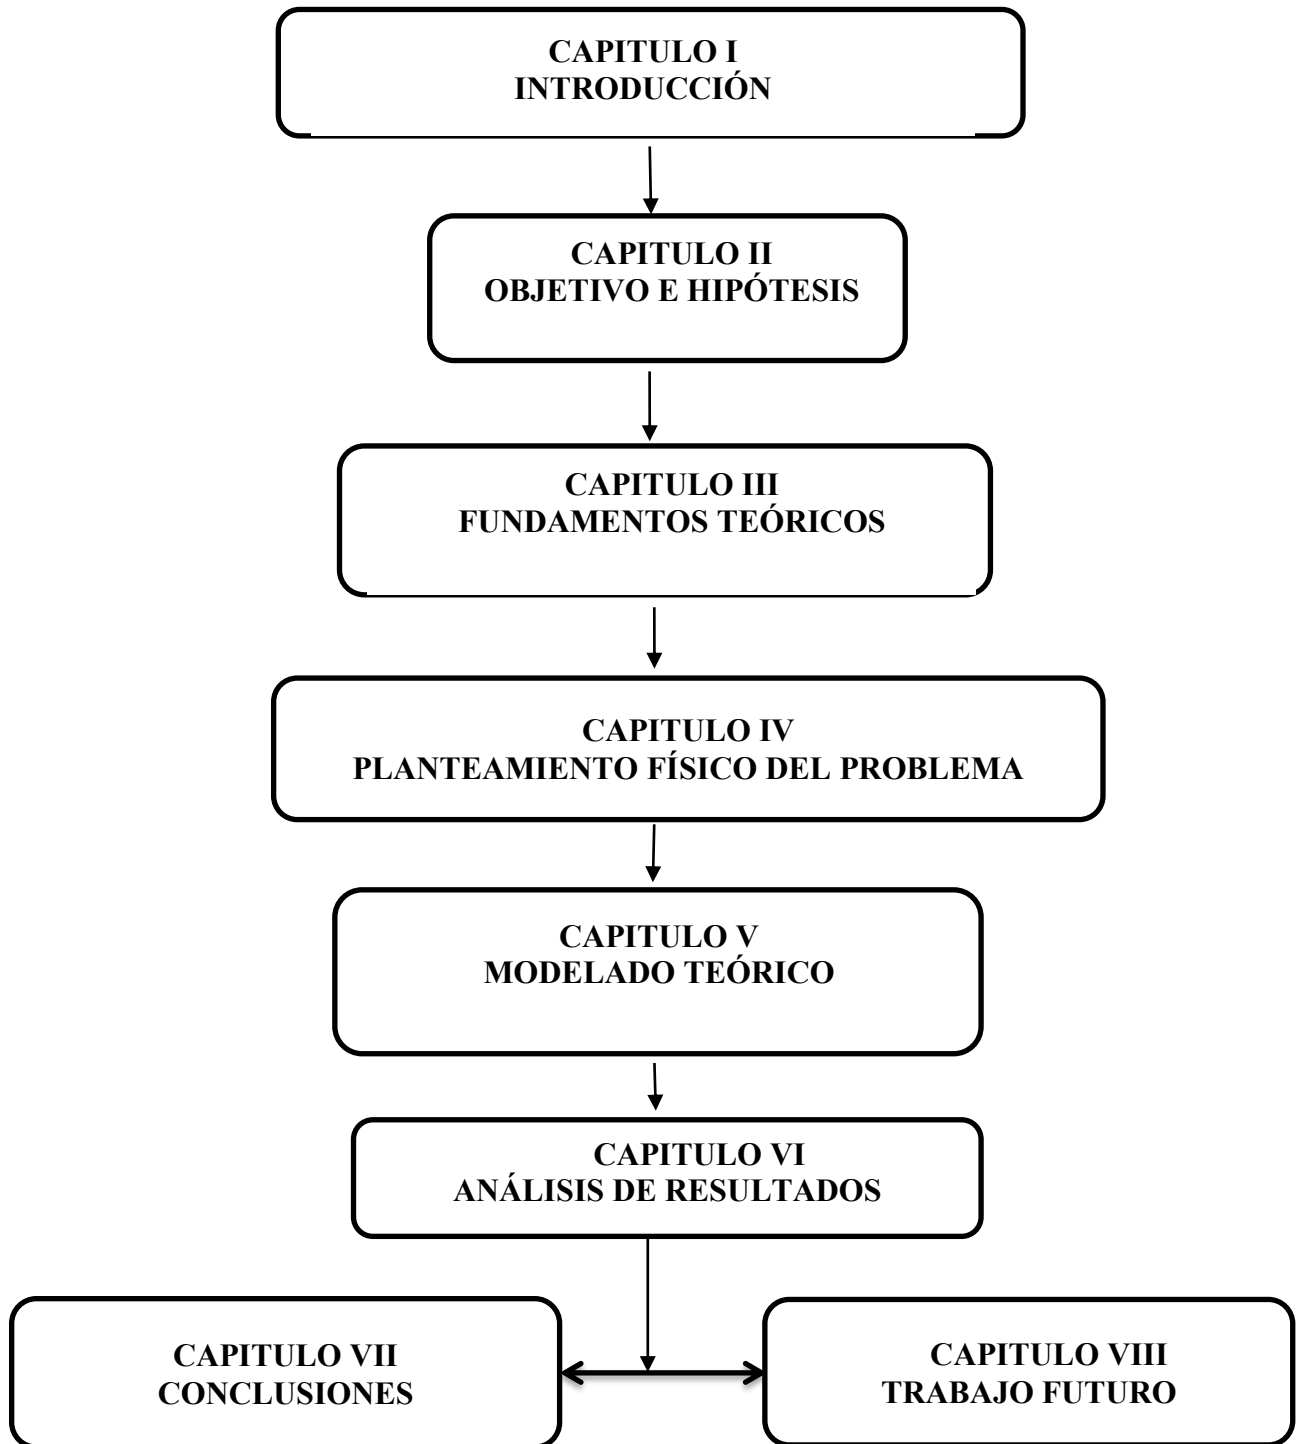 CAPITULO I
INTRODUCCIÓN
CAPITULO II
OBJETIVO E HIPÓTESIS
CAPITULO III
FUNDAMENTOS TEÓRICOS
CAPITULO IV
PLANTEAMIENTO FÍSICO DEL PROBLEMA
CAPITULO V
MODELADO TEÓRICO
CAPITULO VI
ANÁLISIS DE RESULTADOS
CAPITULO VII
CONCLUSIONES
CAPITULO VIII
TRABAJO FUTURO